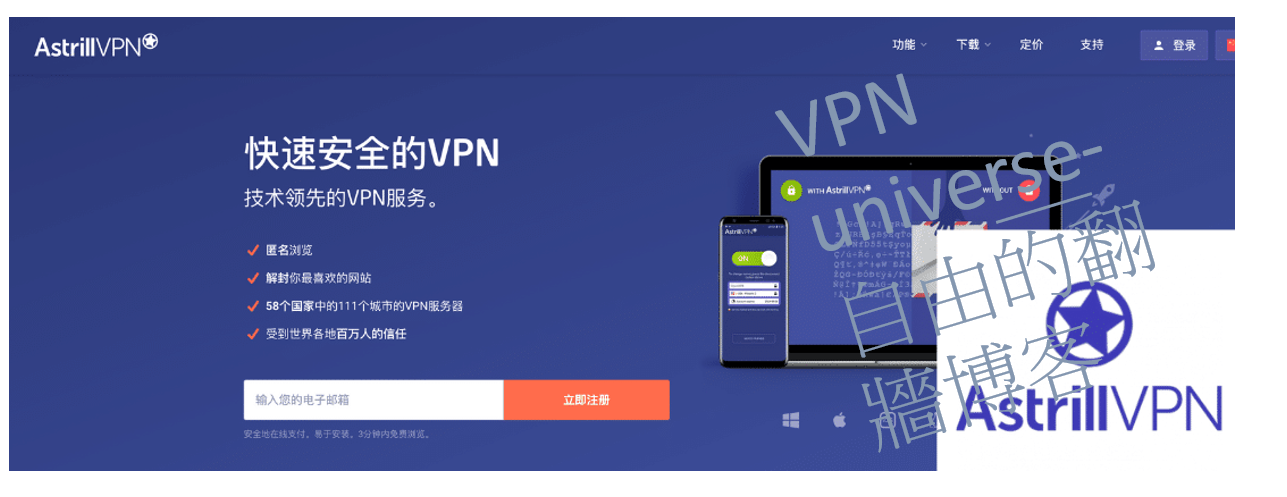 AstrillVPN
功能
下载
定价
支持
登录
快速安全的VPN
技术领先的VPN服务。
匿名浏览
解封你最喜欢的网站
58个国家中的111个城市的VPN服务器
受到世界各地百万人的信任
输入您的电子邮箱
立即注册
安全地在线支付，易于安装，3分钟内免费浏览。
WITH AstrillVPN
WITHOUT
AstrillVPN
ON
VPN
universe-
自由的翻
牆博客
AstrillVPN